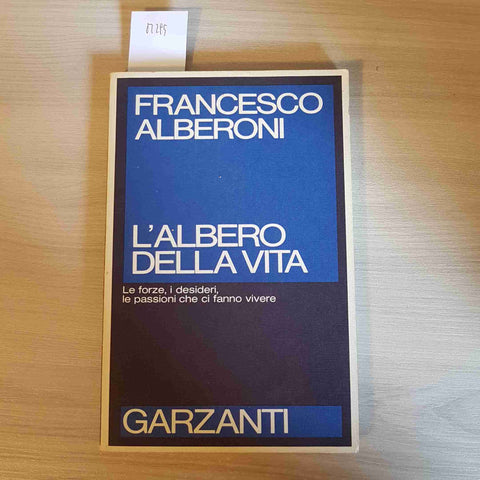 FRANCESCO
ALBERONI
L'ALBERO
DELLA VITA
Le forze, i desideri,
le passioni che ci fanno vivere
GARZANTI